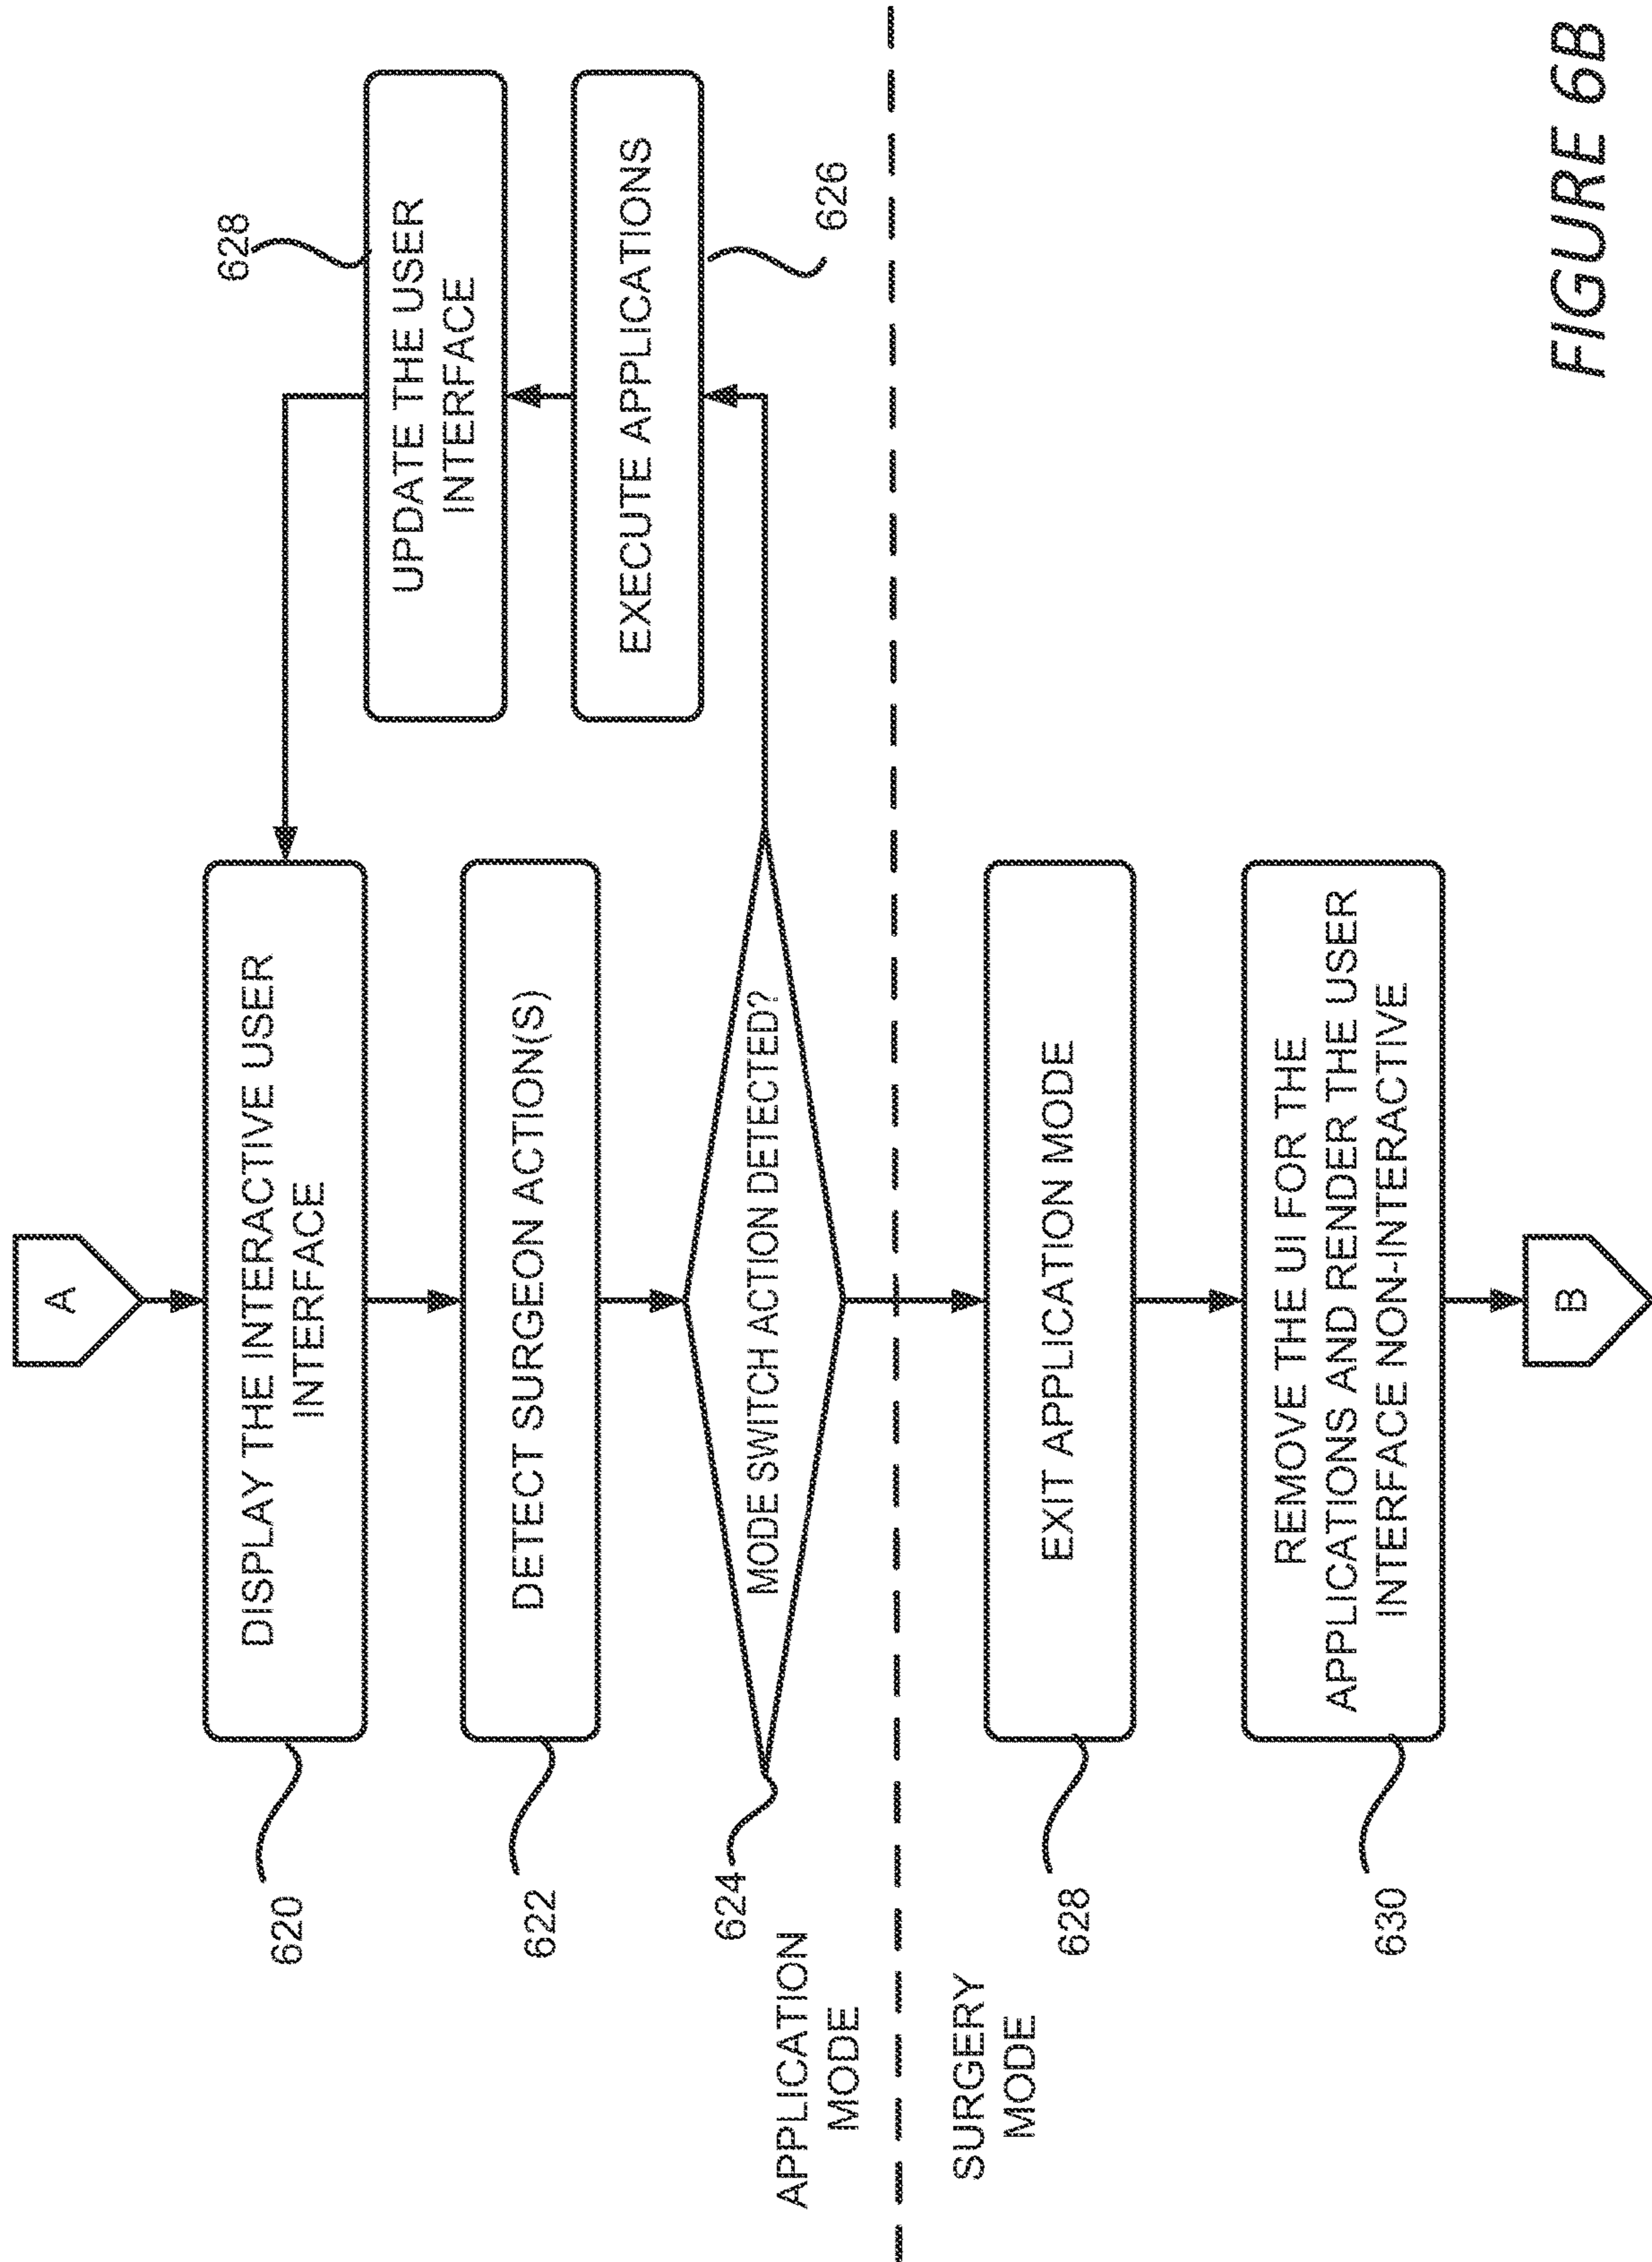 A
DISPLAY THE INTERACTIVE USER
INTERFACE
620
628
UPDATE THE USER
INTERFACE
DETECT SURGEON ACTION(S)
622
EXECUTE APPLICATIONS
626
MODE SWITCH ACTION DETECTED?
624
APPLICATION
MODE
SURGERY
MODE
EXIT APPLICATION MODE
628
REMOVE THE UI FOR THE
APPLICATIONS AND RENDER THE USER
INTERFACE NON-INTERACTIVE
630
B
FIGURE 6B